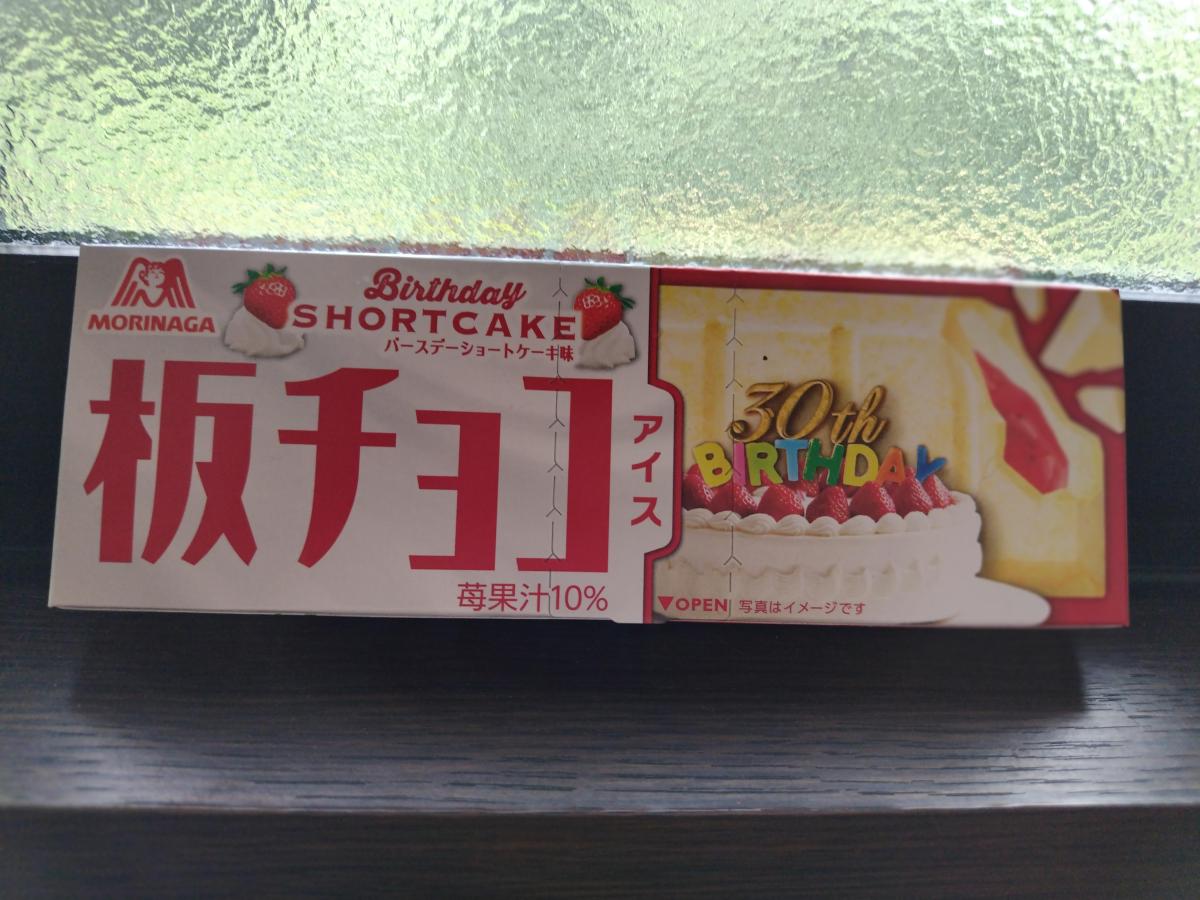 MORINAGA
Birthday
SHORTCAKE
バースデーショートケーキ味
板チョコ
アイス
苺果汁10%
30th
BIRTHDAY
▼OPEN 写真はイメージです